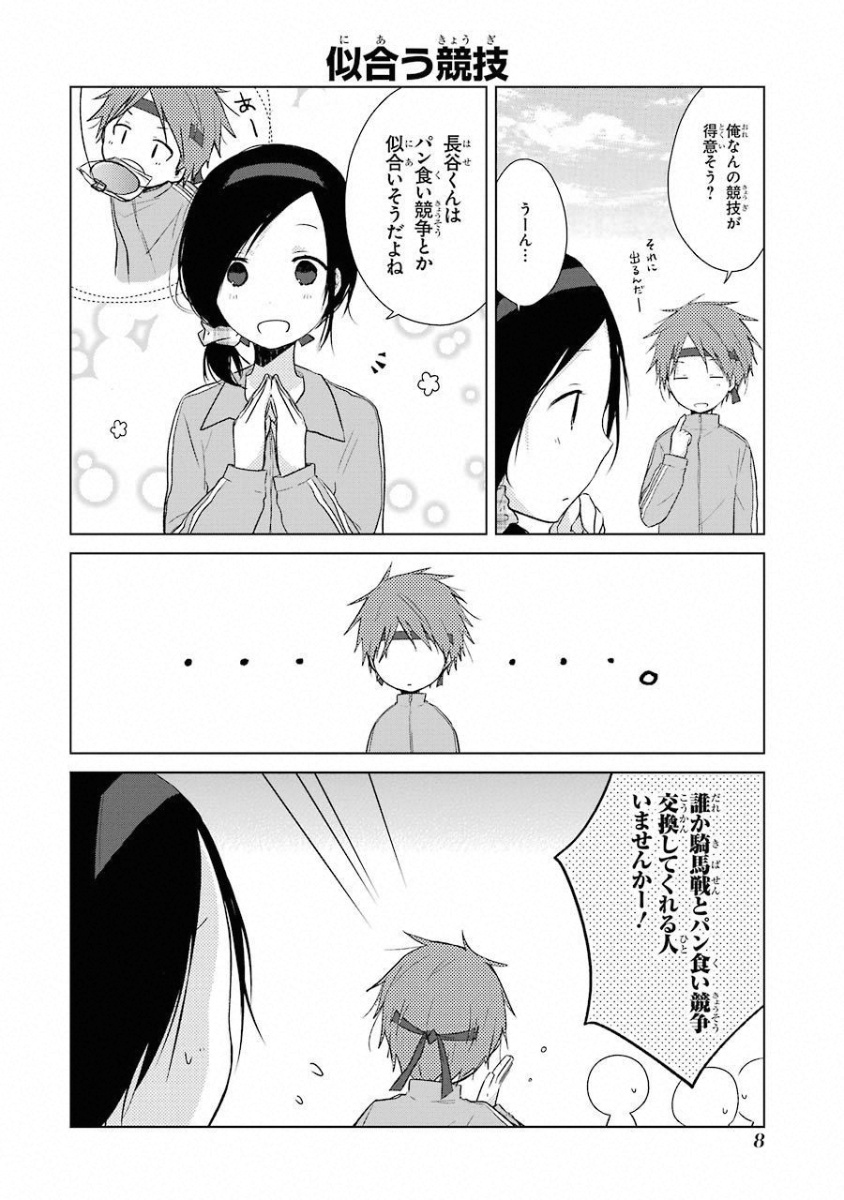 似合う競技
俺なんの競技が
得意そう?
それに
出るんだー
うーん…
長谷くんは
パン食い競争とか
似合いそうだよね
あー
・・・・・・。
誰か騎馬戦とパン食い競争
交換してくれる人
いませんかー!
8